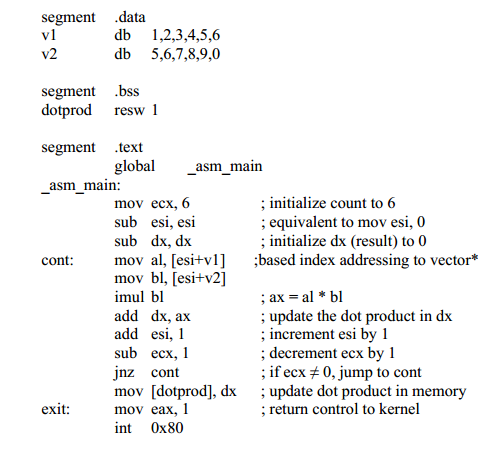 segment .data
v1 db 1,2,3,4,5,6
v2 db 5,6,7,8,9,0
segment .bss
dotprod resw 1
segment .text
global _asm_main
_asm_main:
mov ecx, 6 ; initialize count to 6
sub esi, esi ; equivalent to mov esi, 0
sub dx, dx ; initialize dx (result) to 0
cont: mov al, [esi+v1] ;based index addressing to vector*
mov bl, [esi+v2]
imul bl ; ax = al * bl
add dx, ax ; update the dot product in dx
add esi, 1 ; increment esi by 1
sub ecx, 1 ; decrement ecx by 1
jnz cont ; if ecx ≠ 0, jump to cont
mov [dotprod], dx ; update dot product in memory
exit: mov eax, 1 ; return control to kernel
int 0x80